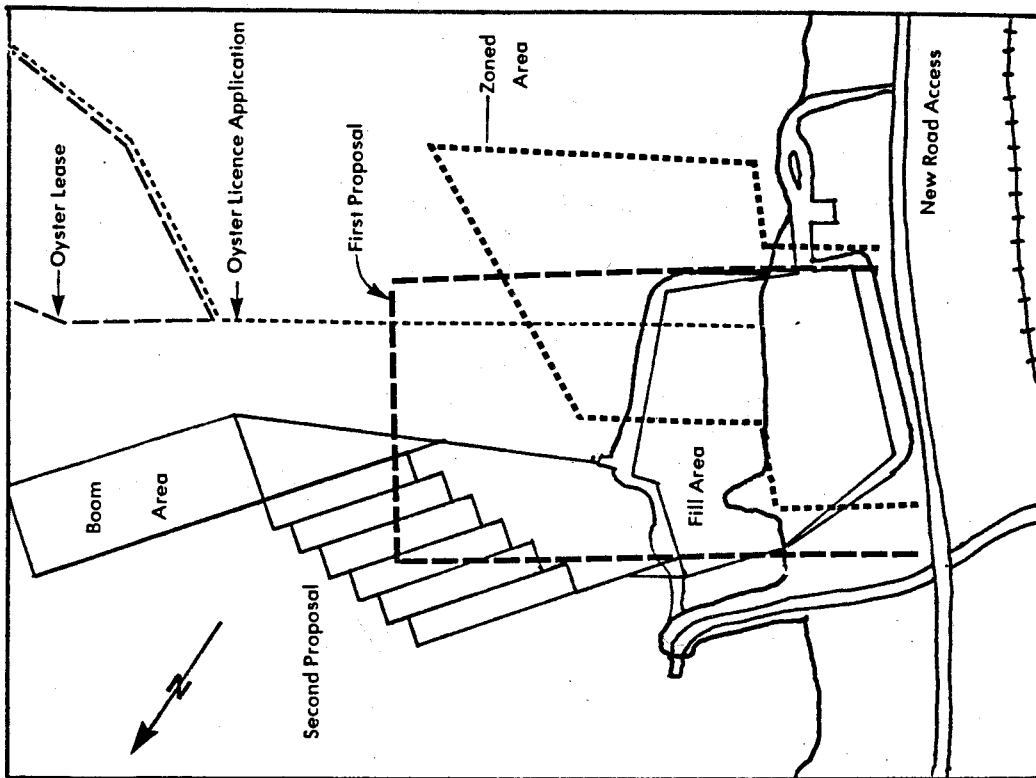 Oyster Lease
Oyster Licence Application
First Proposal
Zoned
Area
Boom
Area
Second Proposal
Fill Area
New Road Access
N